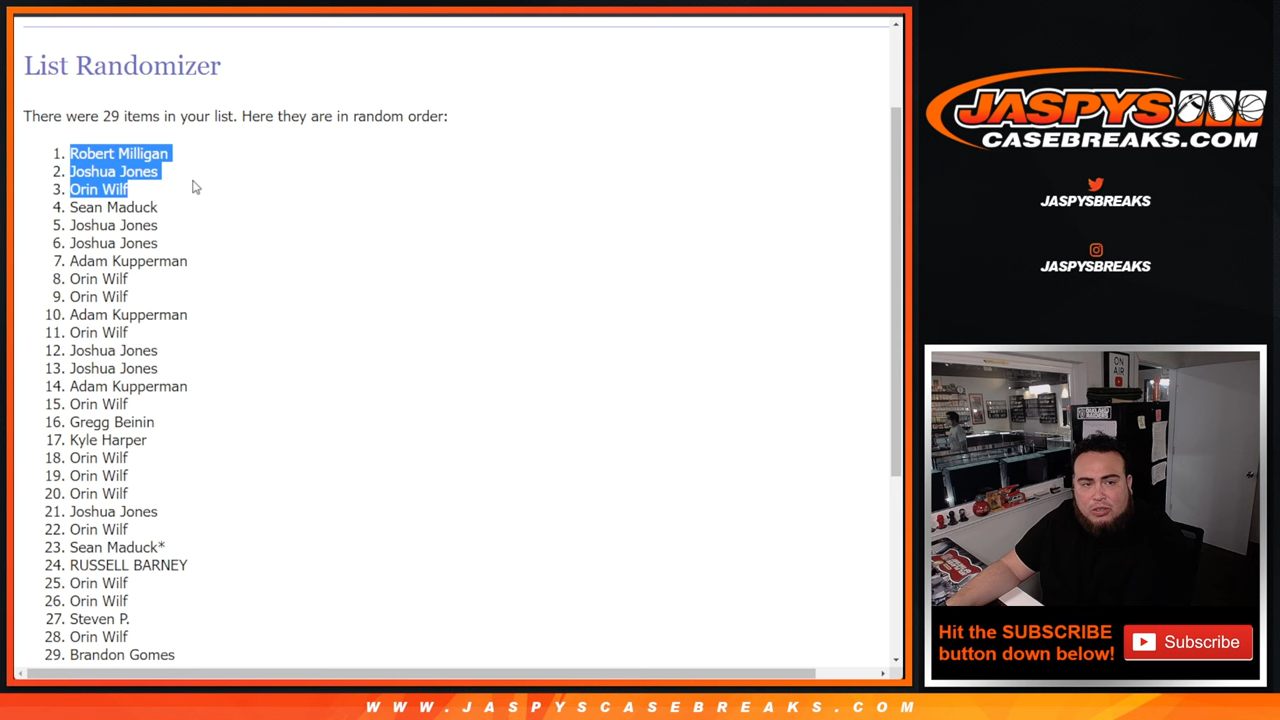 List Randomizer
There were 29 items in your list. Here they are in random order:
1. Robert Milligan
2. Joshua Jones
3. Orin Wilf
4. Sean Maduck
5. Joshua Jones
6. Joshua Jones
7. Adam Kupperman
8. Orin Wilf
9. Orin Wilf
10. Adam Kupperman
11. Orin Wilf
12. Joshua Jones
13. Joshua Jones
14. Adam Kupperman
15. Orin Wilf
16. Gregg Beinin
17. Kyle Harper
18. Orin Wilf
19. Orin Wilf
20. Orin Wilf
21. Joshua Jones
22. Orin Wilf
23. Sean Maduck*
24. RUSSELL BARNEY
25. Orin Wilf
26. Orin Wilf
27. Steven P.
28. Orin Wilf
29. Brandon Gomes
JASPYS
CASEBREAKS.COM
JASPYSBREAKS
JASPYSBREAKS
ON
AIR
OAKLAND
RAIDERS
Hit the SUBSCRIBE
button down below!
Subscribe
WWW.JASPYSCASEBREAKS.COM